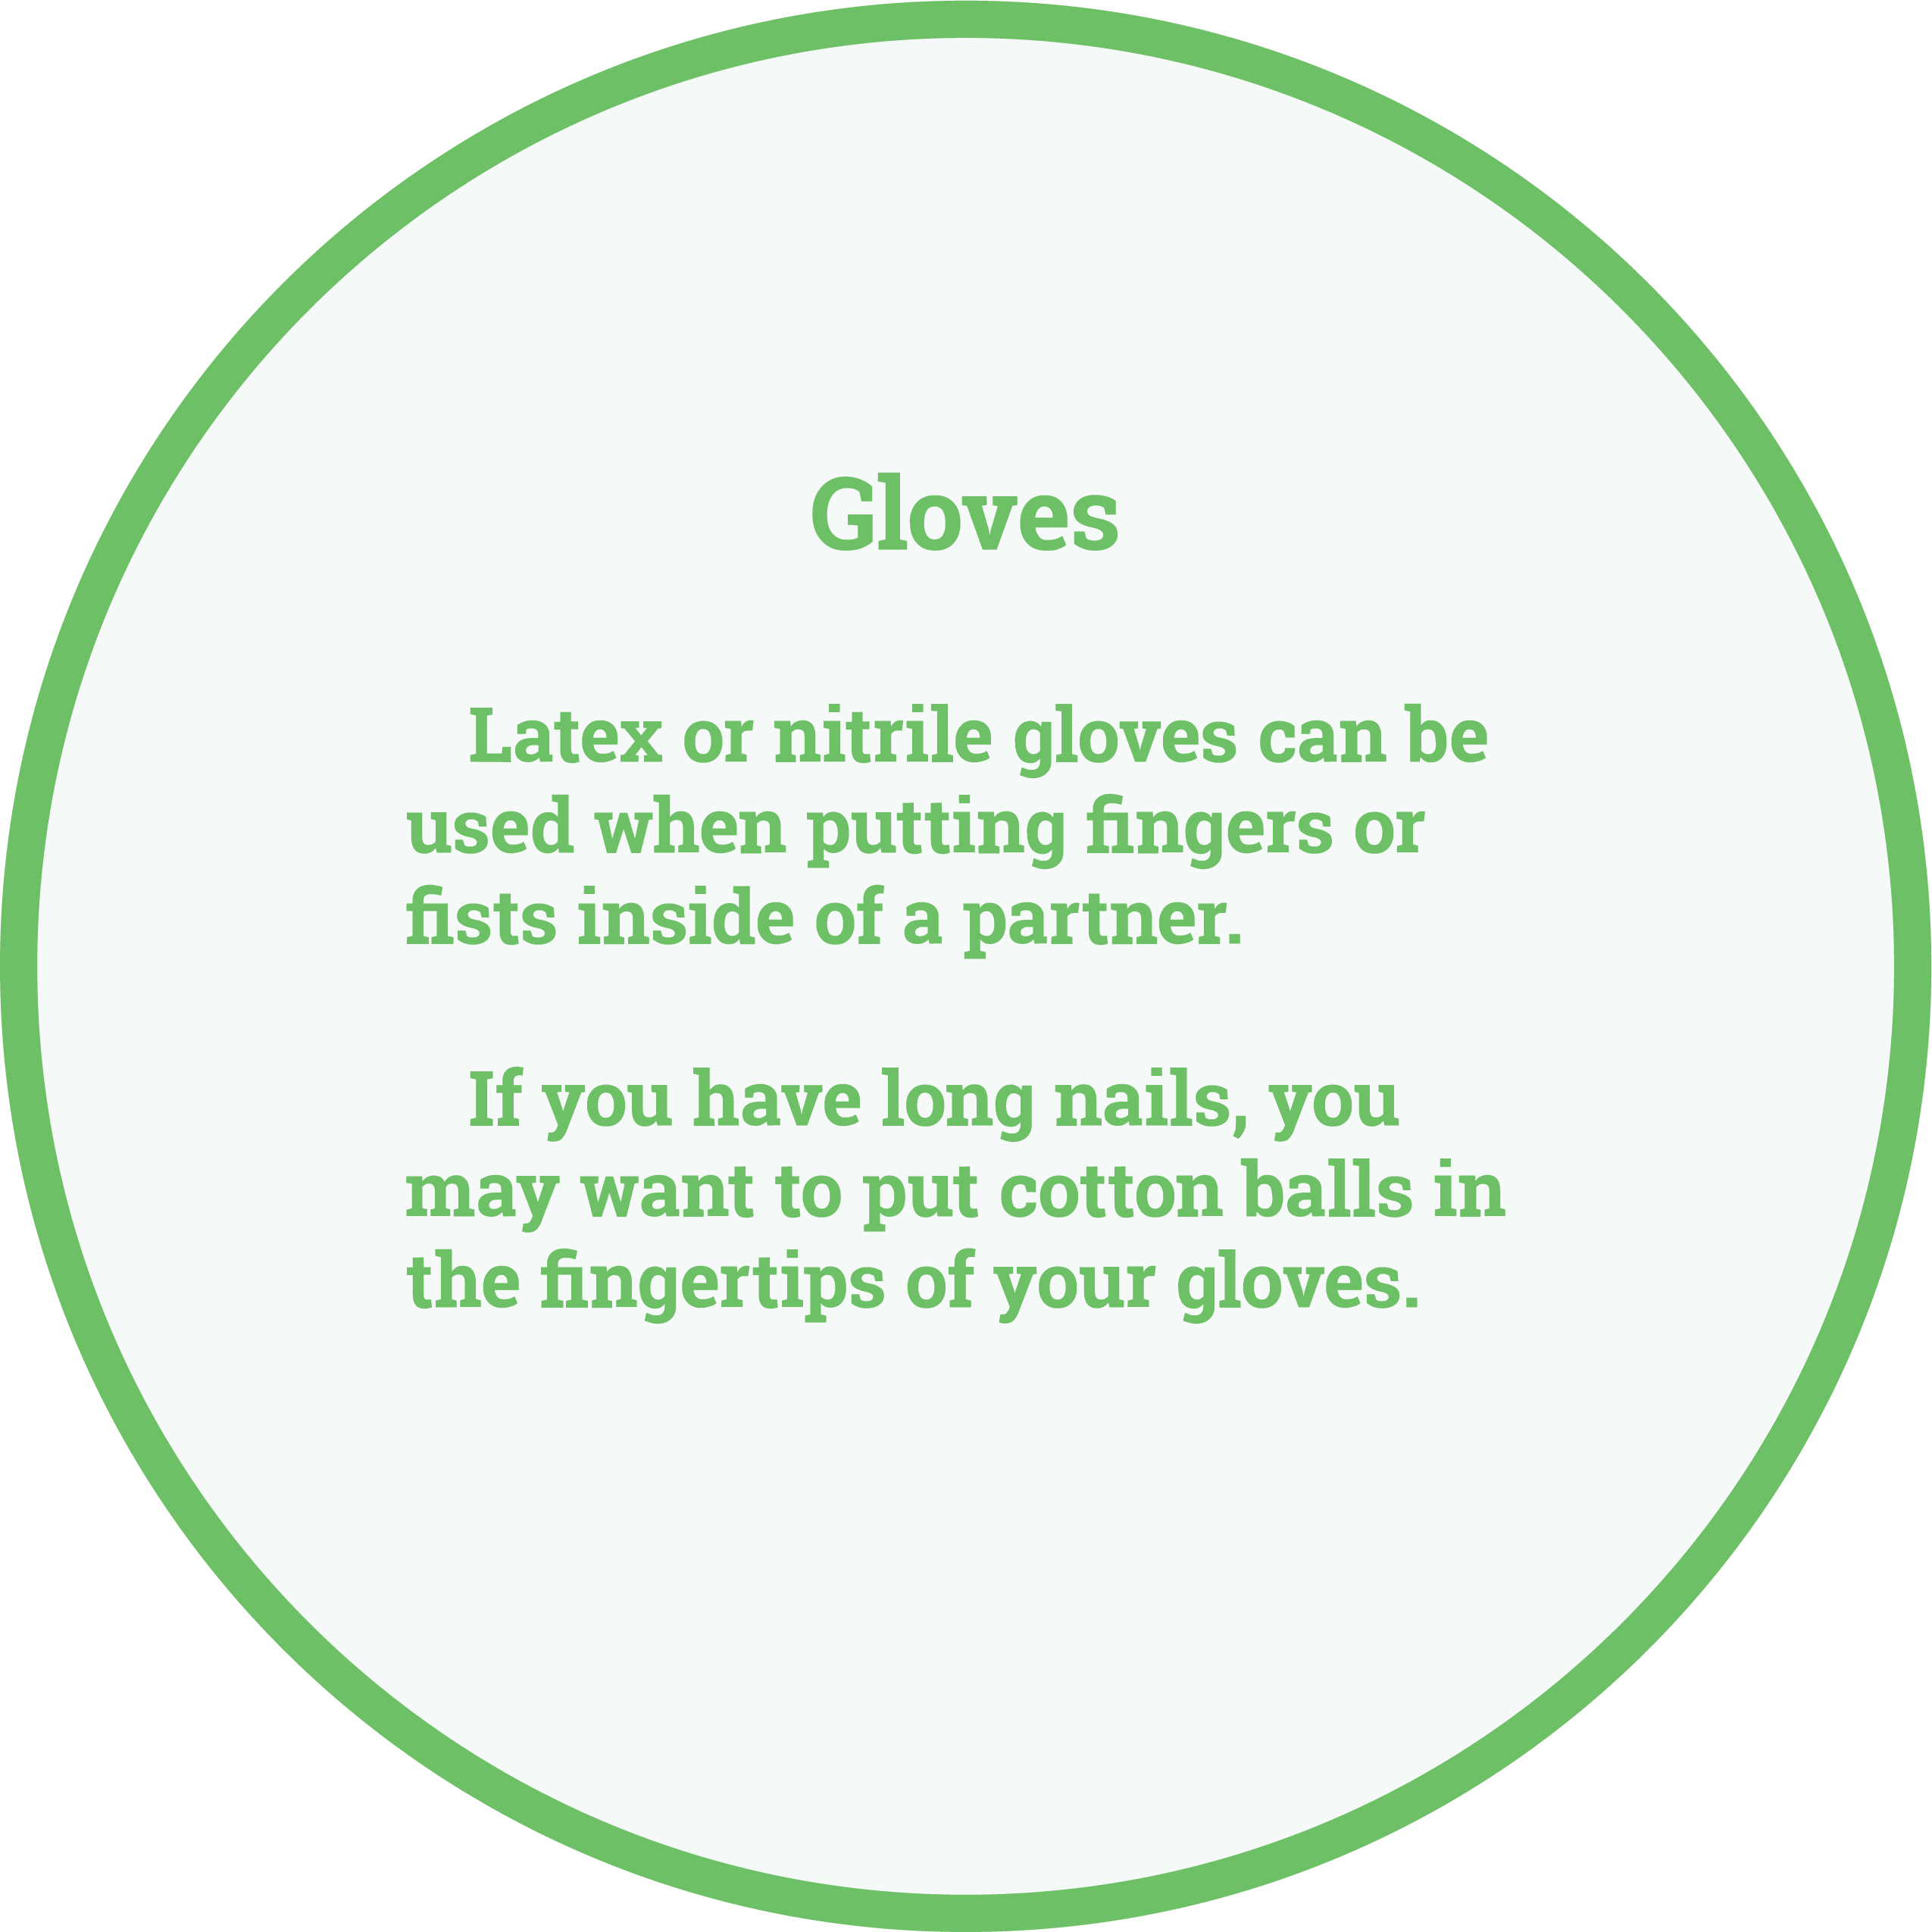 Gloves
Latex or nitrile gloves can be
used when putting fingers or
fists inside of a partner.
If you have long nails, you
may want to put cotton balls in
the fingertips of your gloves.